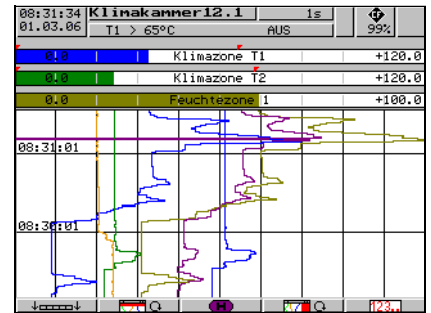 08:31:34 Klimakammer12.1 1s
01.03.06 T1 > 65°C AUS 99%
0.0 Klimazone T1 +120.0
0.0 Klimazone T2 +120.0
0.0 Feuchtezone 1 +100.0
08:31:01
08:30:01
H 123..